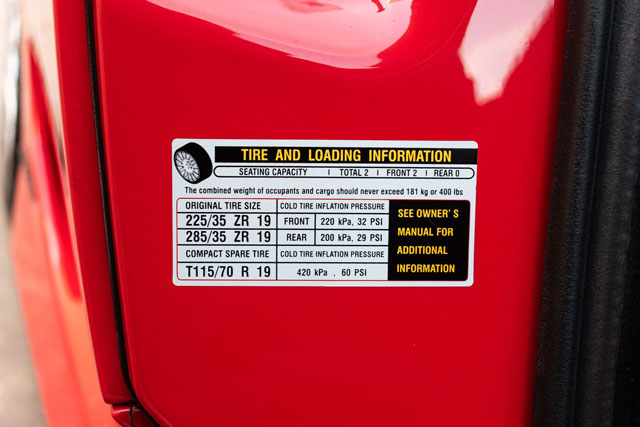 TIRE AND LOADING INFORMATION
SEATING CAPACITY | TOTAL 2 | FRONT 2 | REAR 0
The combined weight of occupants and cargo should never exceed 181 kg or 400 lbs
ORIGINAL TIRE SIZE COLD TIRE INFLATION PRESSURE
225/35 ZR 19 FRONT 220 kPa, 32 PSI
285/35 ZR 19 REAR 200 kPa, 29 PSI
COMPACT SPARE TIRE COLD TIRE INFLATION PRESSURE
T115/70 R 19 420 kPa , 60 PSI
SEE OWNER'S
MANUAL FOR
ADDITIONAL
INFORMATION